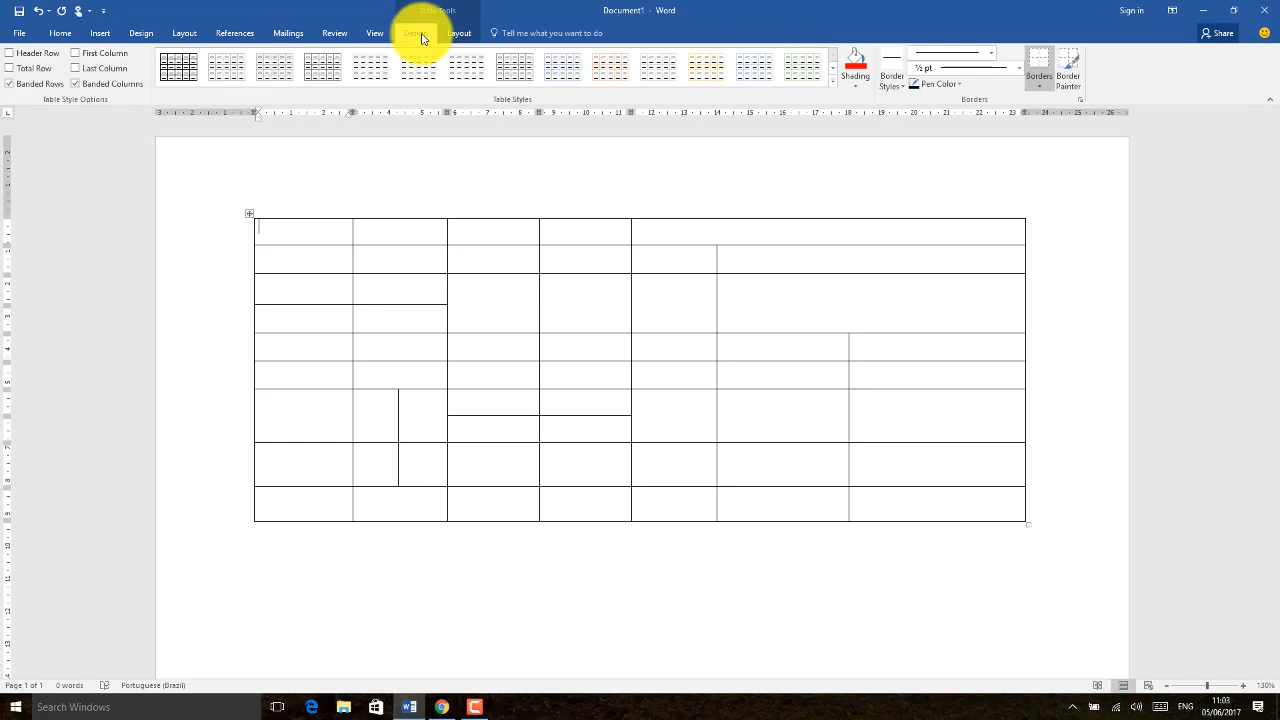 Table Tools
Document1 - Word
Sign in
File
Home
Insert
Design
Layout
References
Mailings
Review
View
Design
Layout
Tell me what you want to do
Share
Header Row
First Column
Total Row
Last Column
Banded Rows
Banded Columns
Table Style Options
Table Styles
Shading
Border
Styles
½ pt
Pen Color
Borders
Border
Painter
Borders
Page 1 of 1
0 words
Portuguese (Brazil)
130%
Search Windows
ENG
11:03
05/06/2017